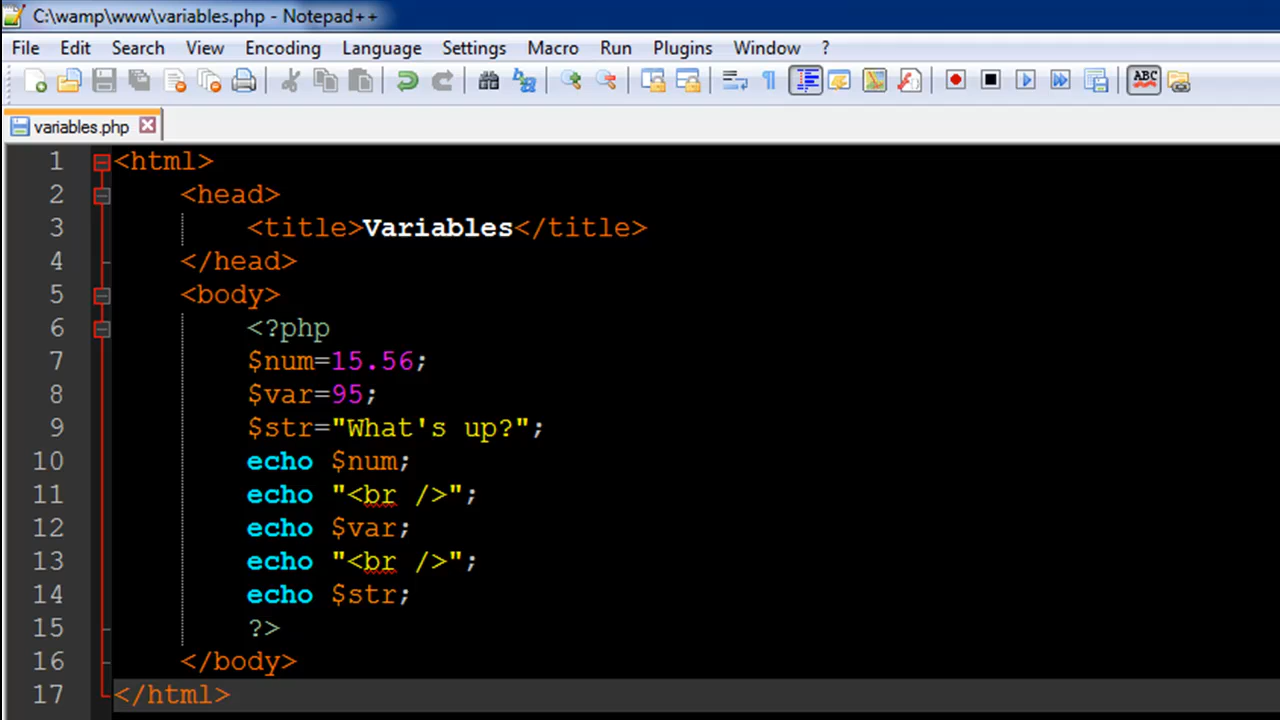 C:\wamp\www\variables.php - Notepad++
File Edit Search View Encoding Language Settings Macro Run Plugins Window ?
ABC
variables.php
1 <html>
2 <head>
3 <title>Variables</title>
4 </head>
5 <body>
6 <?php
7 $num=15.56;
8 $var=95;
9 $str="What's up?";
10 echo $num;
11 echo "<br />";
12 echo $var;
13 echo "<br />";
14 echo $str;
15 ?>
16 </body>
17 </html>